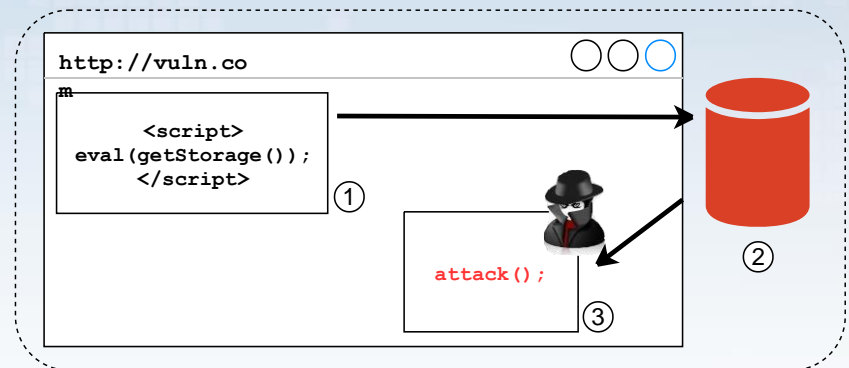 http://vuln.co
m
<script>
eval(getStorage());
</script>
①
②
attack();
③